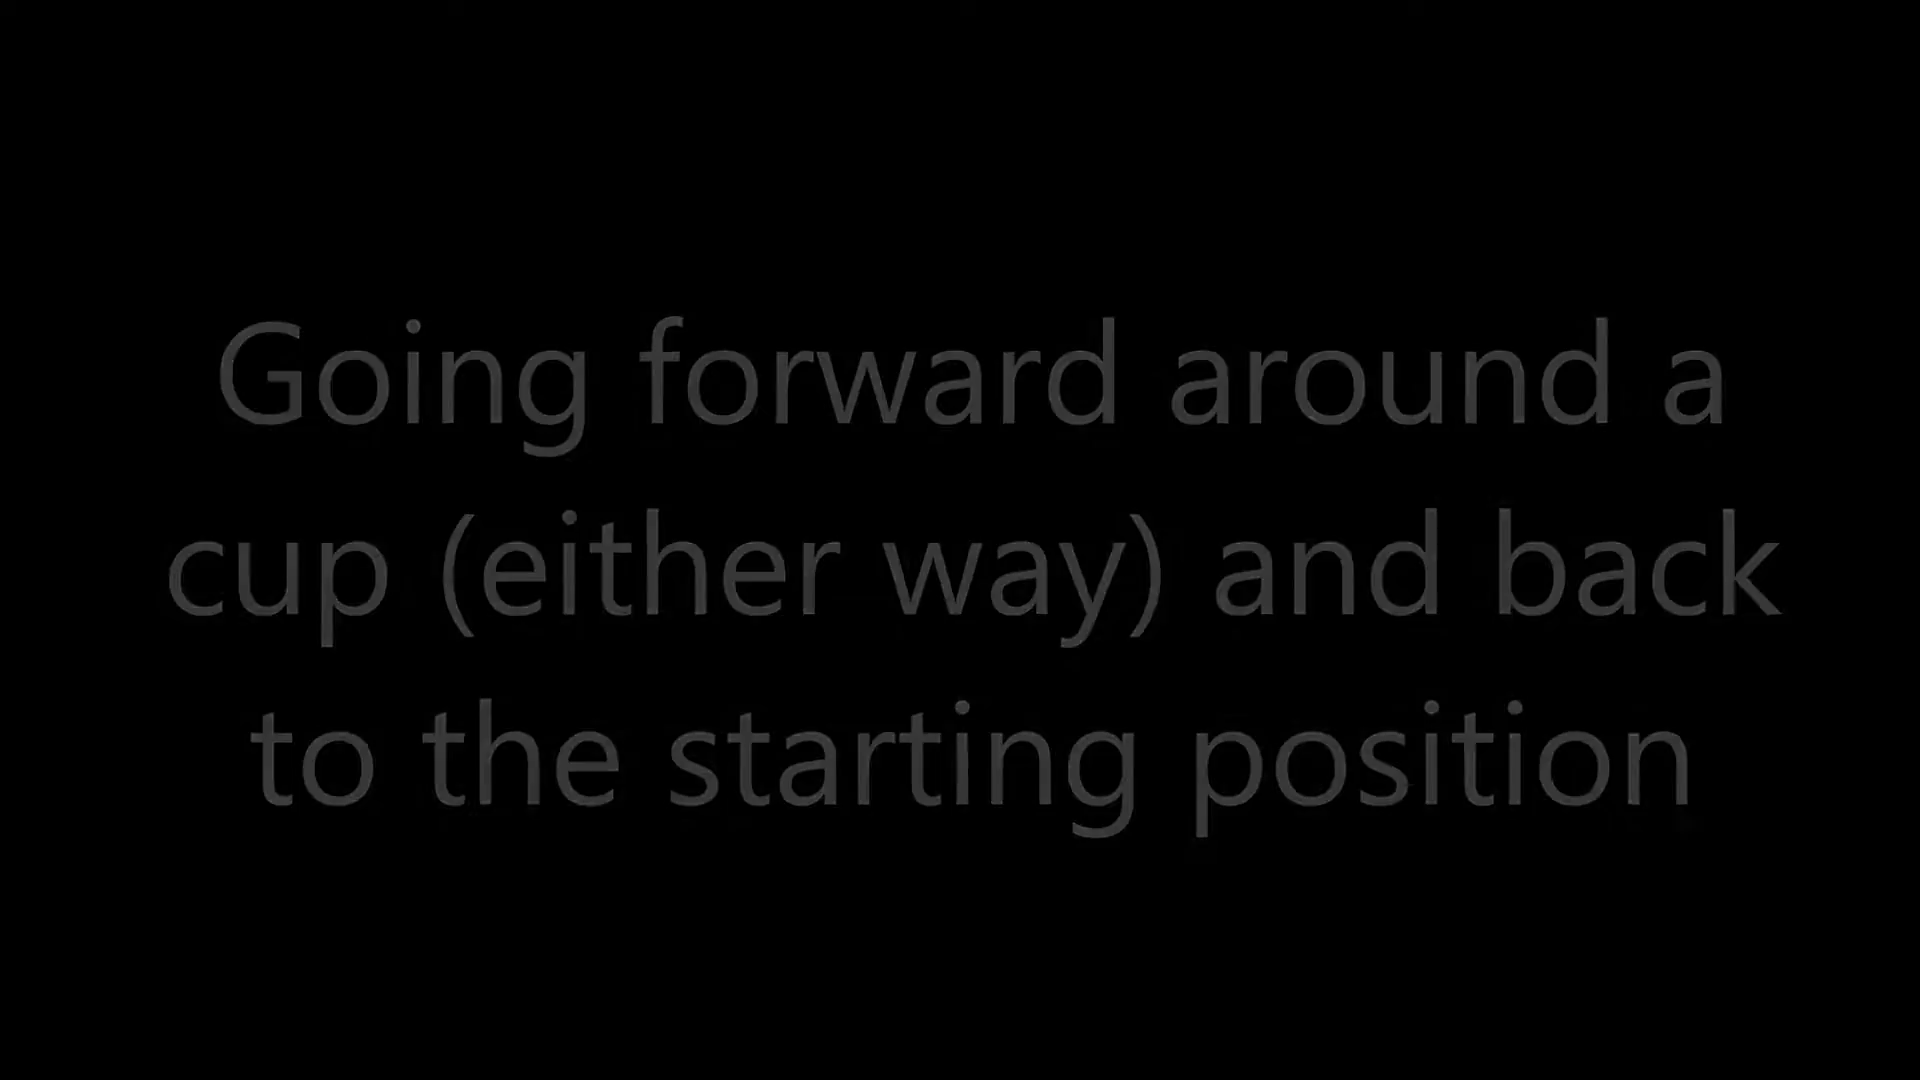 Going forward around a
cup (either way) and back
to the starting position